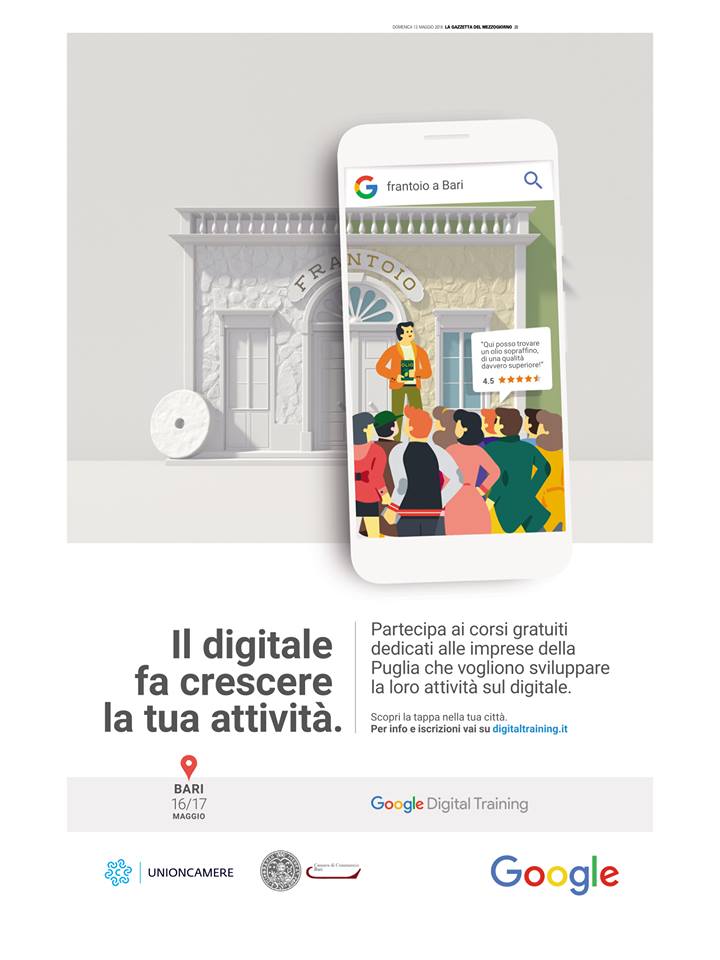 DOMENICA 13 MAGGIO 2018 LA GAZZETTA DEL MEZZOGIORNO
G frantoio a Bari
FRANTOIO
"Qui posso trovare
un olio sopraffino,
di una qualità
davvero superiore!"
4.5
OLIO
Il digitale
fa crescere
la tua attività.
Partecipa ai corsi gratuiti
dedicati alle imprese della
Puglia che vogliono sviluppare
la loro attività sul digitale.
Scopri la tappa nella tua città.
Per info e iscrizioni vai su digitaltraining.it
BARI
16/17
MAGGIO
Google Digital Training
UNIONCAMERE
Camera di Commercio
Bari
Google